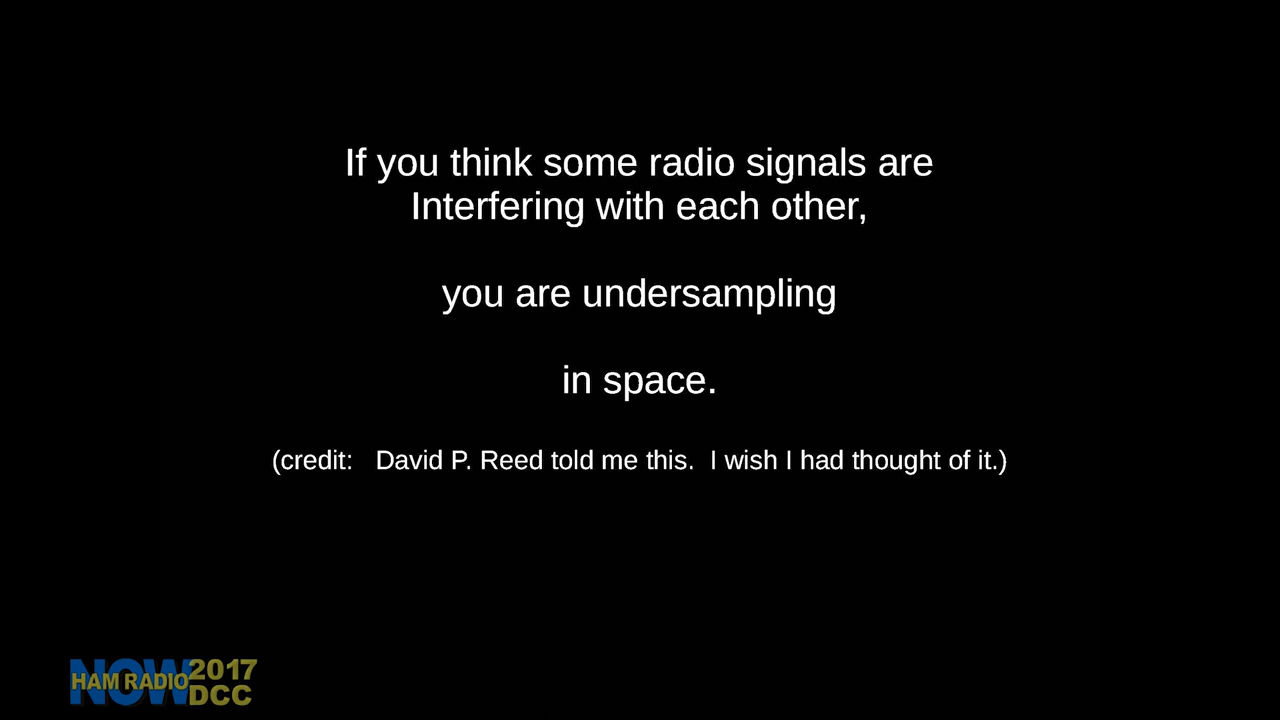 If you think some radio signals are
Interfering with each other,
you are undersampling
in space.
(credit:   David P. Reed told me this.  I wish I had thought of it.)
NOW 2017
HAM RADIO
DCC